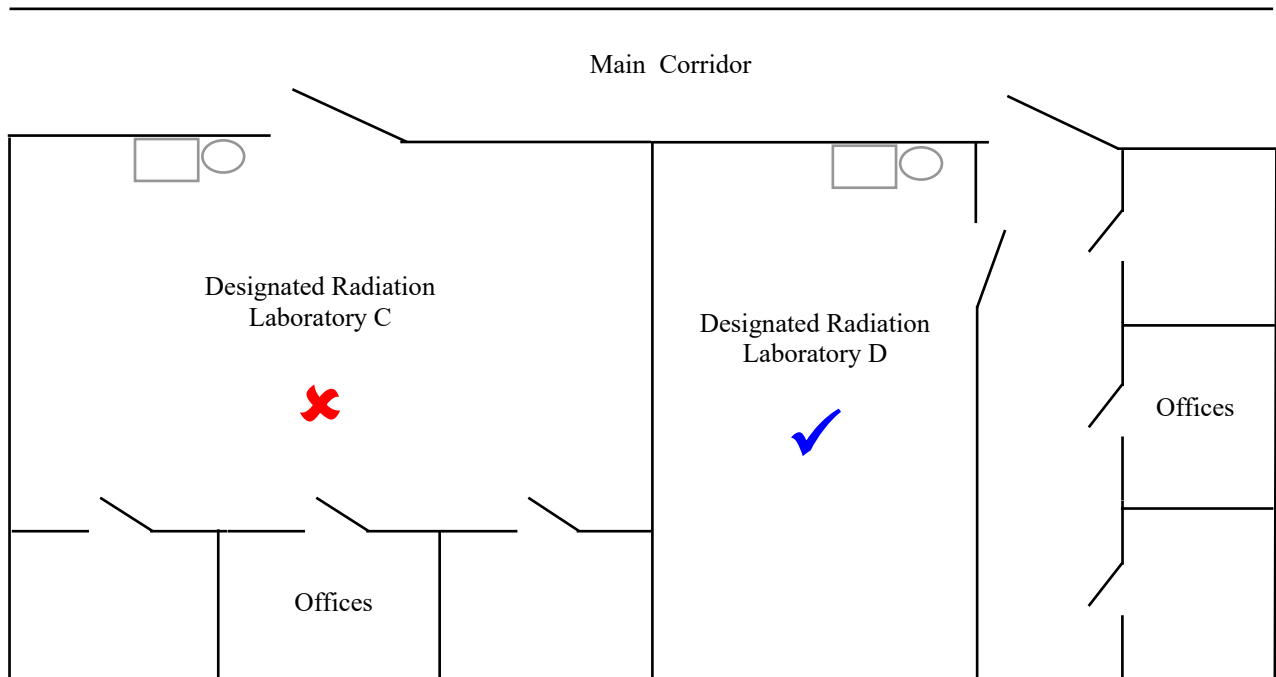 Main  Corridor
Designated Radiation
Laboratory C
Designated Radiation
Laboratory D
Offices
Offices